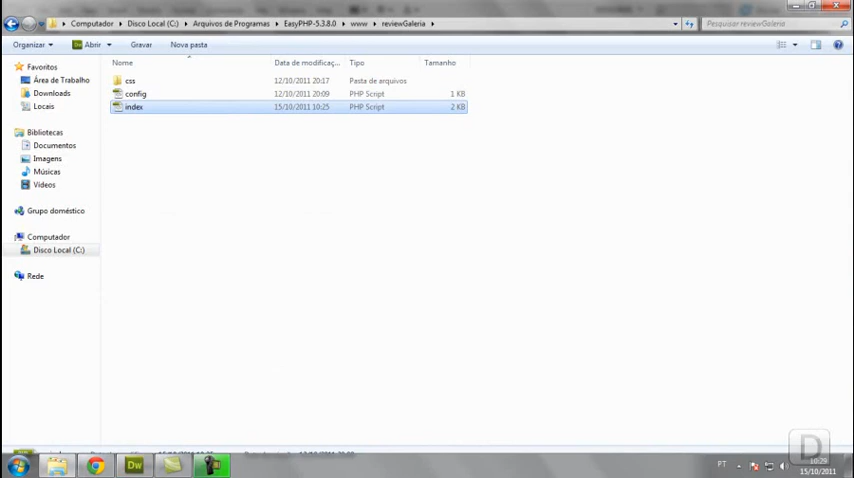 Computador ▸ Disco Local (C:) ▸ Arquivos de Programas ▸ EasyPHP-5.3.8.0 ▸ www ▸ reviewGaleria ▸
Pesquisar reviewGaleria
Organizar ▾ Dw Abrir ▾ Gravar Nova pasta
Nome Data de modificaç... Tipo Tamanho
Favoritos
Área de Trabalho
Downloads
Locais
Bibliotecas
Documentos
Imagens
Músicas
Vídeos
Grupo doméstico
Computador
Disco Local (C:)
Rede
css 12/10/2011 20:17 Pasta de arquivos
config 12/10/2011 20:09 PHP Script 1 KB
index 15/10/2011 10:25 PHP Script 2 KB
D
Dw
PT
10:29
15/10/2011